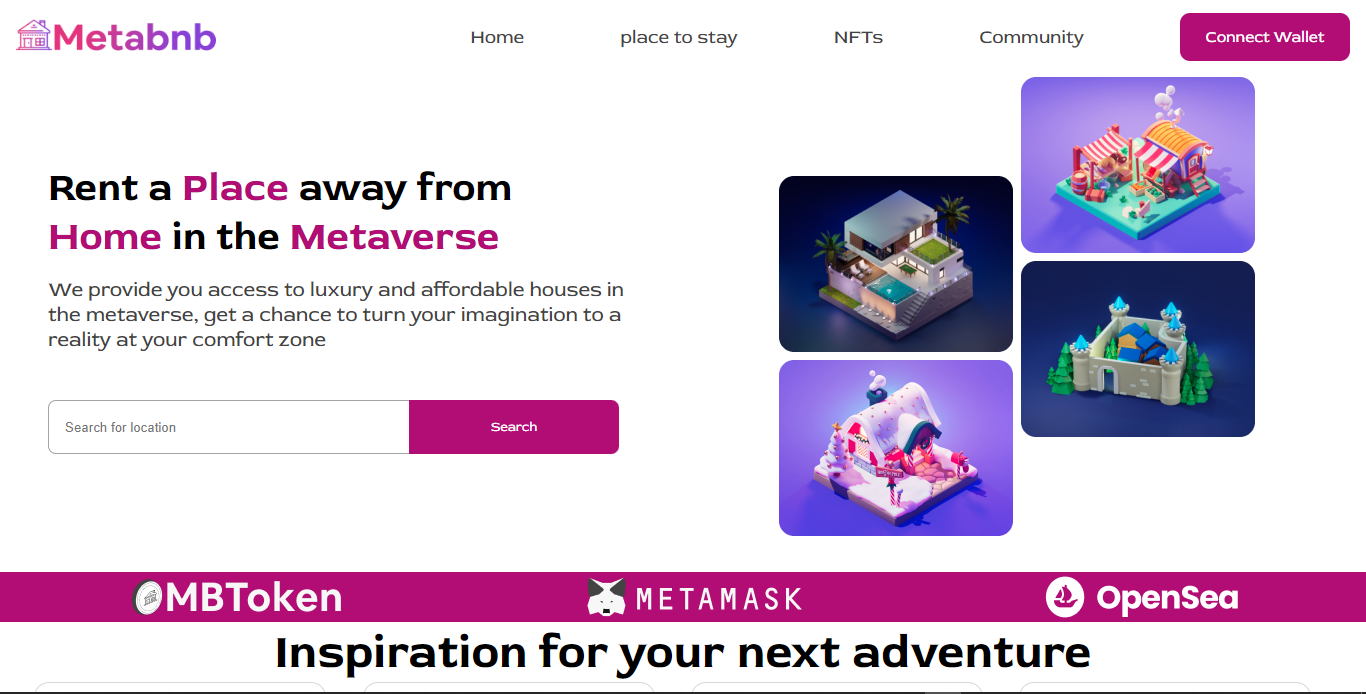 Metabnb
Home
place to stay
NFTs
Community
Connect Wallet
Rent a Place away from
Home in the Metaverse
We provide you access to luxury and affordable houses in
the metaverse, get a chance to turn your imagination to a
reality at your comfort zone
Search for location
Search
MBToken
METAMASK
OpenSea
Inspiration for your next adventure